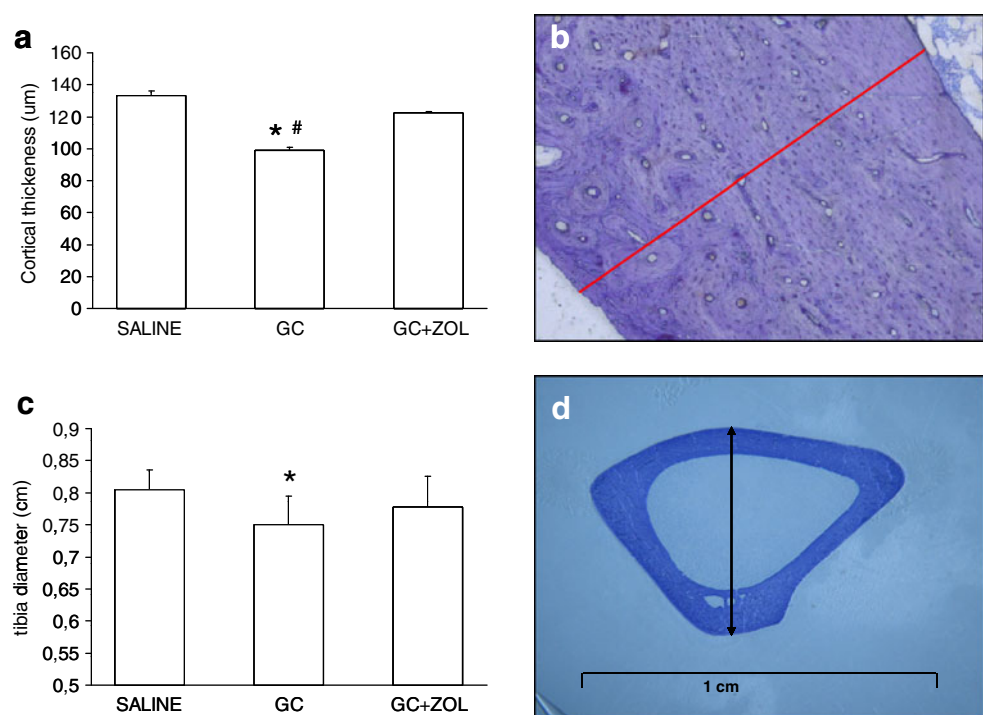 a
Cortical thickeness (um)
160
140
120
100
80
60
40
20
0
* #
SALINE GC GC+ZOL
b
c
tibia diameter (cm)
0,9
0,85
0,8
0,75
0,7
0,65
0,6
0,55
0,5
*
SALINE GC GC+ZOL
d
1 cm